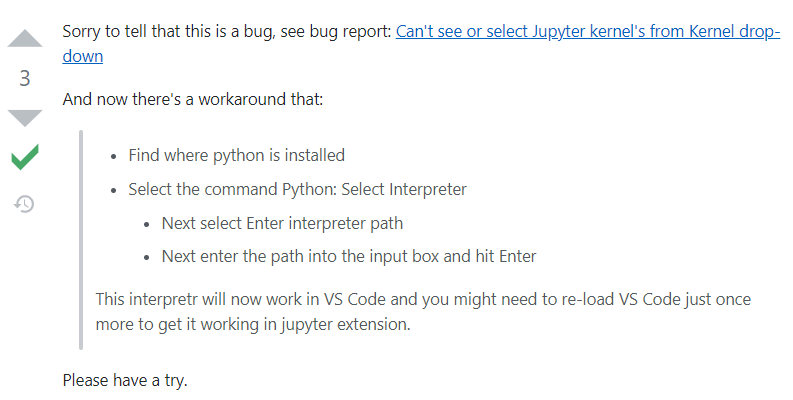 Sorry to tell that this is a bug, see bug report: Can't see or select Jupyter kernel's from Kernel drop-
down
3
And now there's a workaround that:
• Find where python is installed
• Select the command Python: Select Interpreter
• Next select Enter interpreter path
• Next enter the path into the input box and hit Enter
This interpretr will now work in VS Code and you might need to re-load VS Code just once
more to get it working in jupyter extension.
Please have a try.